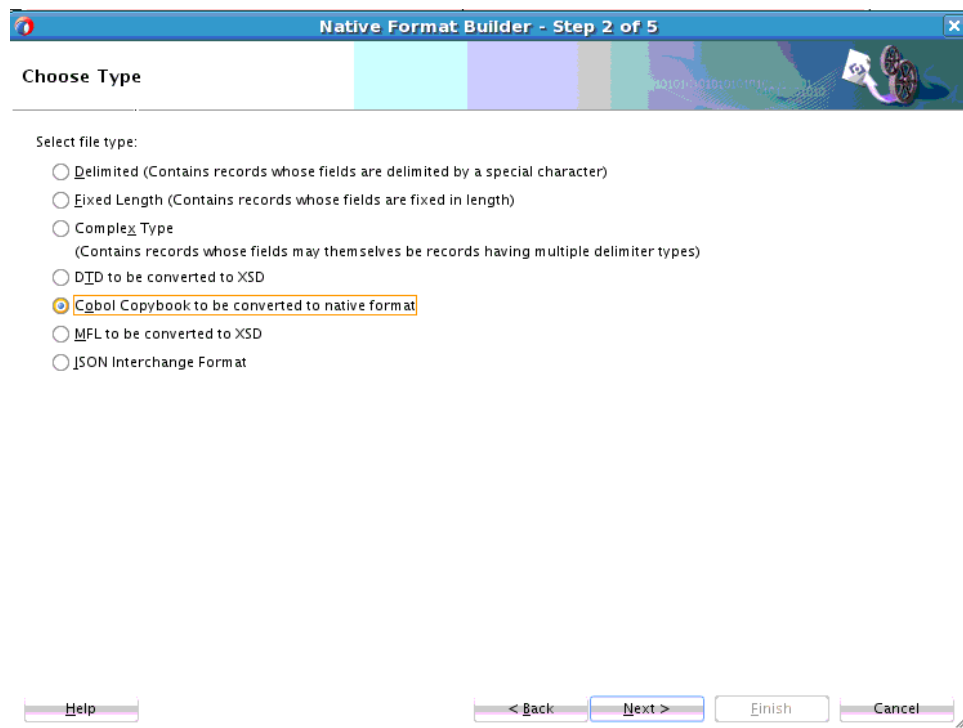 Native Format Builder - Step 2 of 5
Choose Type
Select file type:
Delimited (Contains records whose fields are delimited by a special character)
Fixed Length (Contains records whose fields are fixed in length)
Complex Type
(Contains records whose fields may themselves be records having multiple delimiter types)
DTD to be converted to XSD
Cobol Copybook to be converted to native format
MFL to be converted to XSD
JSON Interchange Format
Help < Back Next > Finish Cancel